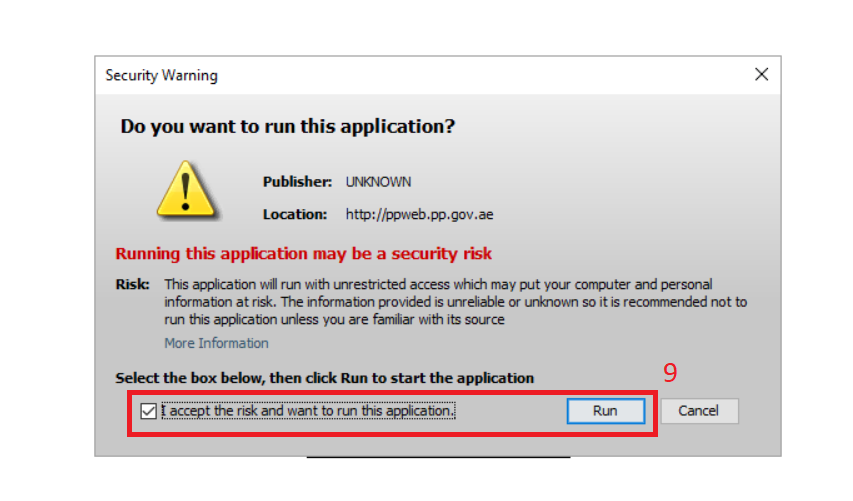 Security Warning
Do you want to run this application?
Publisher: UNKNOWN
Location: http://ppweb.pp.gov.ae
Running this application may be a security risk
Risk: This application will run with unrestricted access which may put your computer and personal
information at risk. The information provided is unreliable or unknown so it is recommended not to
run this application unless you are familiar with its source
More Information
Select the box below, then click Run to start the application
9
I accept the risk and want to run this application.
Run
Cancel